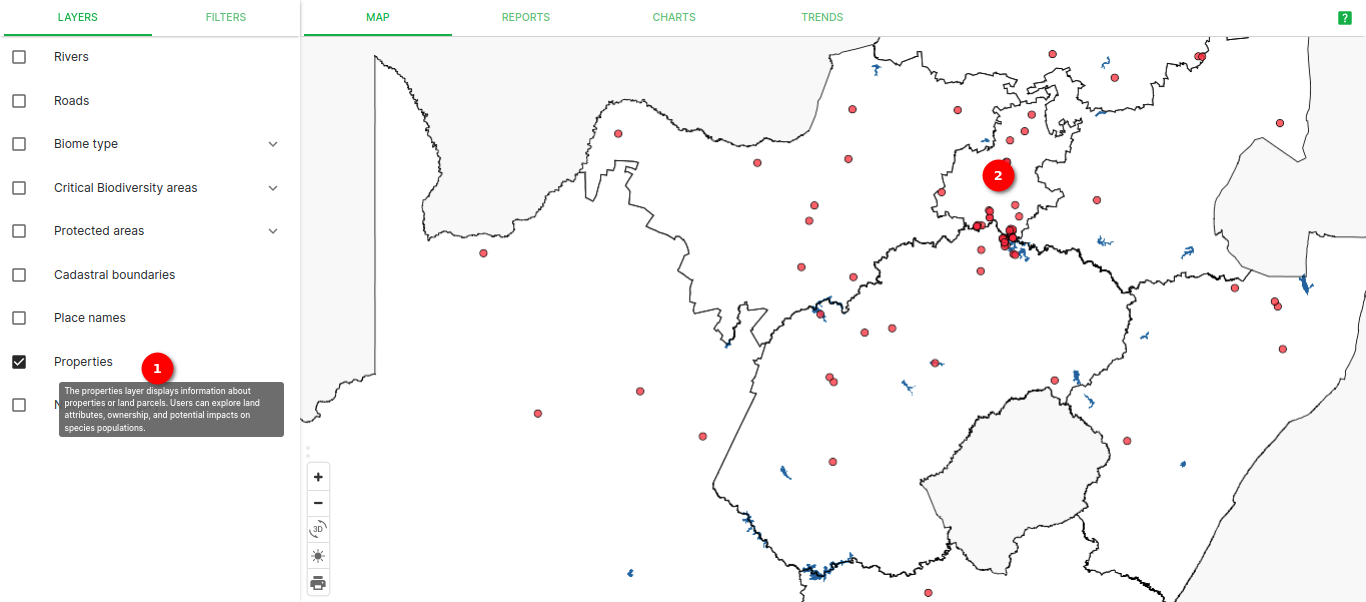 LAYERS FILTERS MAP REPORTS CHARTS TRENDS ?
Rivers
Roads
Biome type
Critical Biodiversity areas
Protected areas
Cadastral boundaries
Place names
Properties 1
The properties layer displays information about
properties or land parcels. Users can explore land
attributes, ownership, and potential impacts on
species populations.
2
+
−
3D